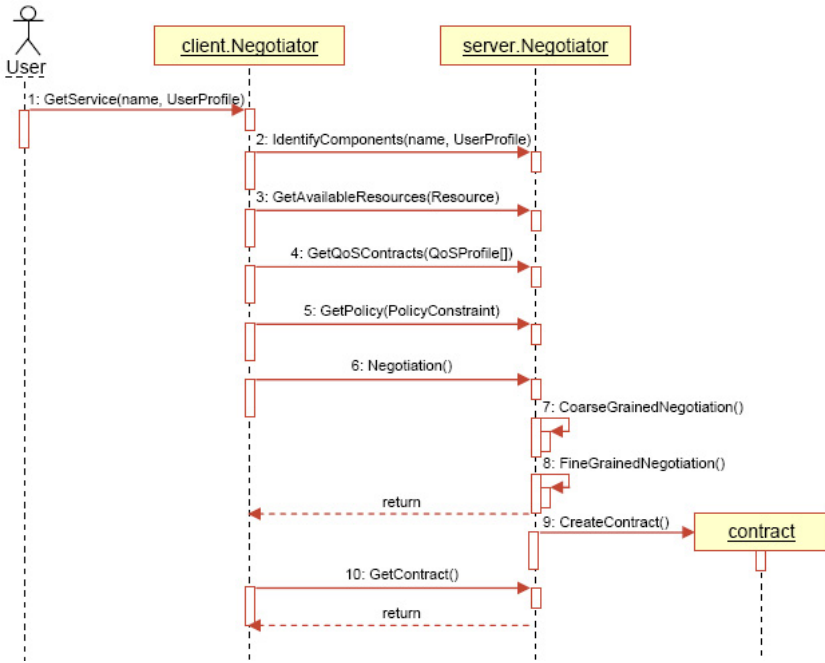 User
client.Negotiator
server.Negotiator
1: GetService(name, UserProfile)
2: IdentifyComponents(name, UserProfile)
3: GetAvailableResources(Resource)
4: GetQoSContracts(QoSProfile[])
5: GetPolicy(PolicyConstraint)
6: Negotiation()
7: CoarseGrainedNegotiation()
8: FineGrainedNegotiation()
return
9: CreateContract()
contract
10: GetContract()
return